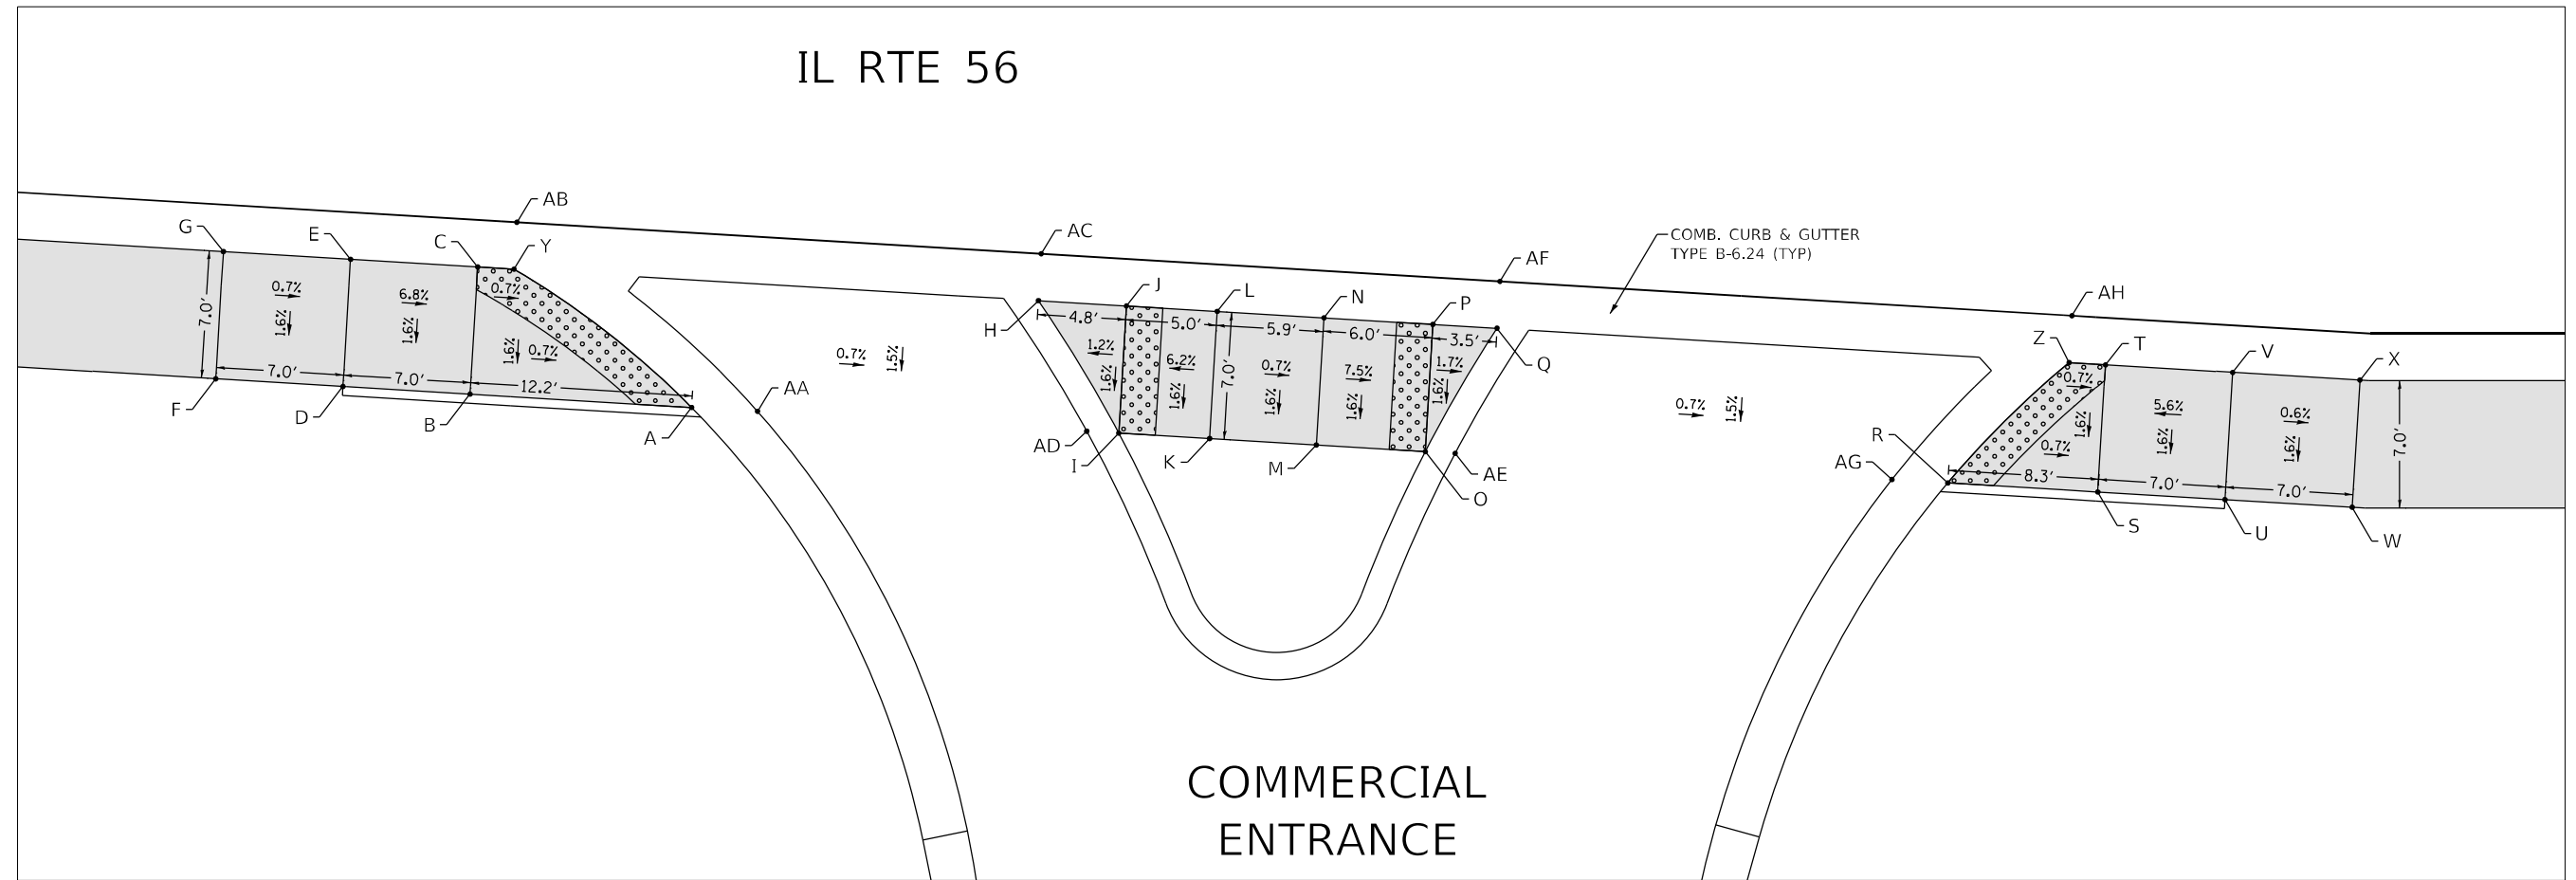 IL RTE 56
AB
G
E
C
Y
AC
AF
COMB. CURB & GUTTER
TYPE B-6.24 (TYP)
AH
J
L
N
P
Z
T
V
X
0.7%
6.8%
0.7%
7.0'
1.6%
1.6%
1.6%
0.7%
7.0'
7.0'
12.2'
F
D
B
A
AA
0.7%
1.5%
H
4.8'
5.0'
5.9'
6.0'
3.5'
Q
1.2%
6.2%
0.7%
7.5%
1.7%
1.6%
1.6%
7.0'
1.6%
1.6%
1.6%
AD
I
K
M
O
AE
0.7%
1.5%
R
AG
0.7%
5.6%
0.6%
1.6%
1.6%
1.6%
7.0'
0.7%
8.3'
7.0'
7.0'
S
U
W
COMMERCIAL
ENTRANCE